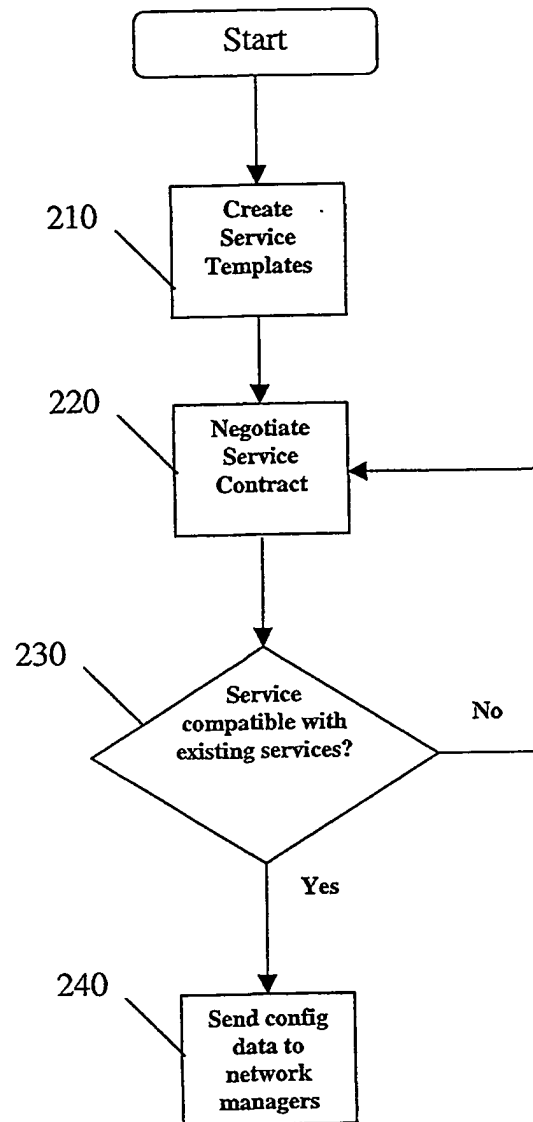 Start
210
Create
Service
Templates
220
Negotiate
Service
Contract
230
Service
compatible with
existing services?
No
Yes
240
Send config
data to
network
managers